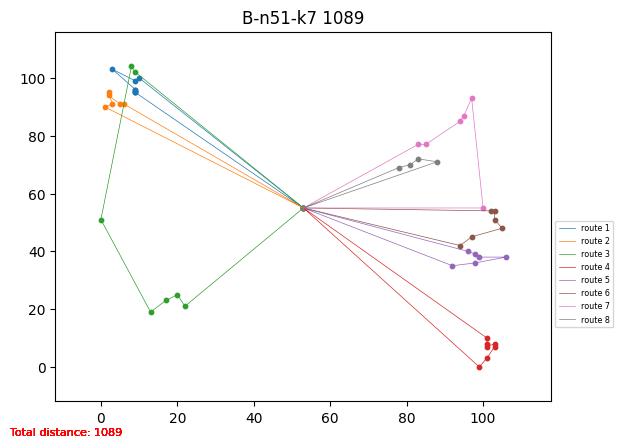 B-n51-k7 1089
100
80
60
40
20
0
0
20
40
60
80
100
route 1
route 2
route 3
route 4
route 5
route 6
route 7
route 8
Total distance: 1089